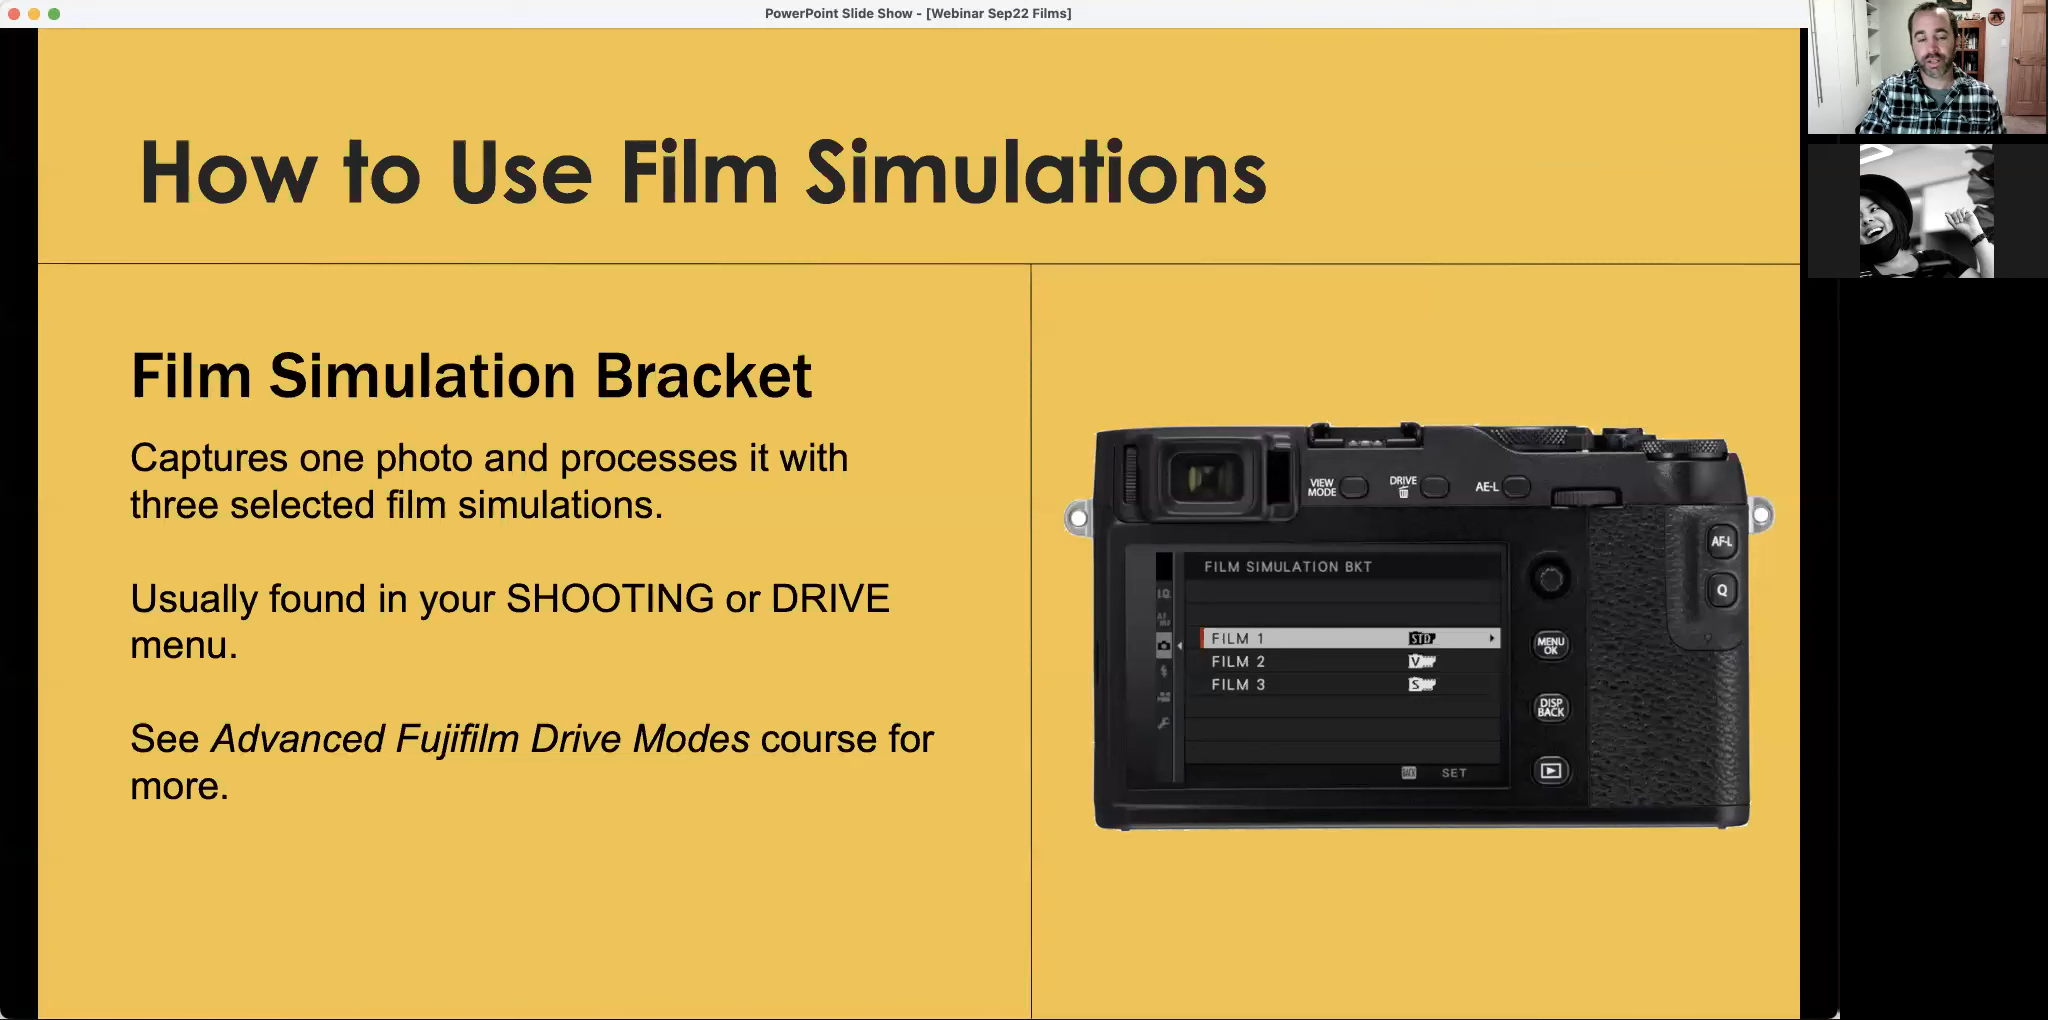 PowerPoint Slide Show - [Webinar Sep22 Films]
How to Use Film Simulations
Film Simulation Bracket
Captures one photo and processes it with
three selected film simulations.
Usually found in your SHOOTING or DRIVE
menu.
See Advanced Fujifilm Drive Modes course for
more.
VIEW
MODE
DRIVE
AE-L
AF-L
Q
MENU
OK
DISP
BACK
FILM SIMULATION BKT
FILM 1 STD
FILM 2 V
FILM 3 S
BACK SET